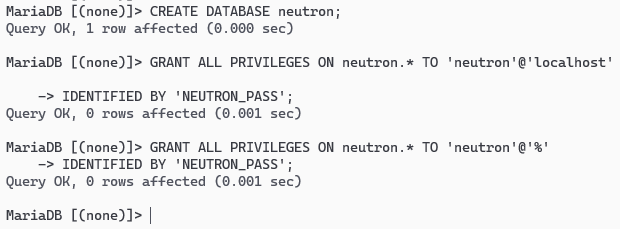 MariaDB [(none)]> CREATE DATABASE neutron;
Query OK, 1 row affected (0.000 sec)
MariaDB [(none)]> GRANT ALL PRIVILEGES ON neutron.* TO 'neutron'@'localhost'
-> IDENTIFIED BY 'NEUTRON_PASS';
Query OK, 0 rows affected (0.001 sec)
MariaDB [(none)]> GRANT ALL PRIVILEGES ON neutron.* TO 'neutron'@'%'
-> IDENTIFIED BY 'NEUTRON_PASS';
Query OK, 0 rows affected (0.001 sec)
MariaDB [(none)]>